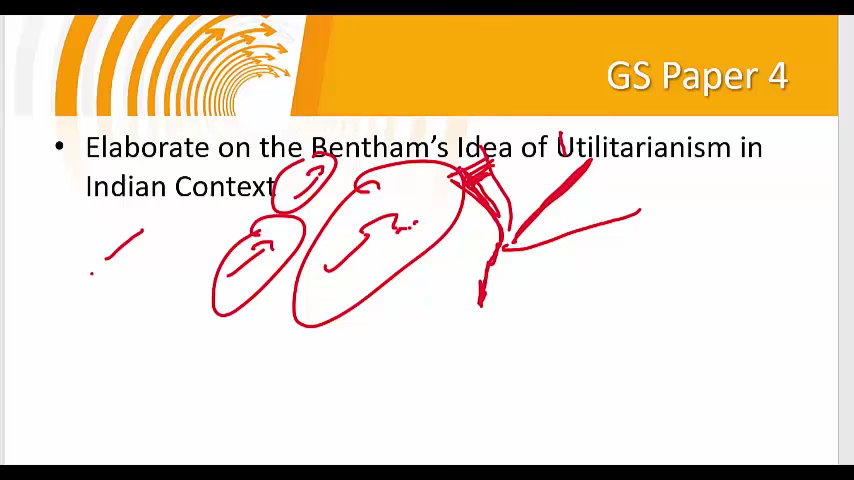 GS Paper 4
• Elaborate on the Bentham's Idea of Utilitarianism in
Indian Context